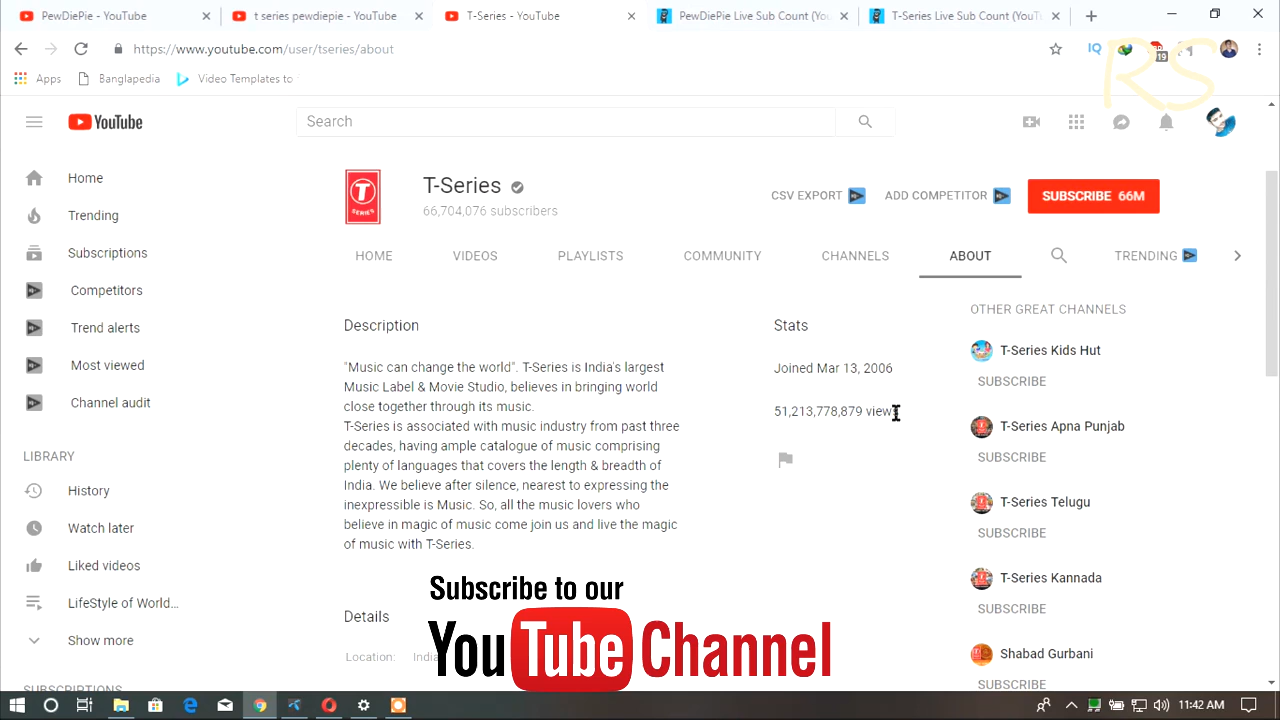 PewDiePie - YouTube
t series pewdiepie - YouTube
T-Series - YouTube
PewDiePie Live Sub Count (You
T-Series Live Sub Count (YouTu
https://www.youtube.com/user/tseries/about
IQ
19
RS
Apps
Banglapedia
Video Templates to
YouTube
Search
T-Series
66,704,076 subscribers
CSV EXPORT
ADD COMPETITOR
SUBSCRIBE 66M
HOME
VIDEOS
PLAYLISTS
COMMUNITY
CHANNELS
ABOUT
TRENDING
Home
Trending
Subscriptions
Competitors
Trend alerts
Most viewed
Channel audit
LIBRARY
History
Watch later
Liked videos
LifeStyle of World...
Show more
SUBSCRIPTIONS
T
SERIES
Description
"Music can change the world". T-Series is India's largest
Music Label & Movie Studio, believes in bringing world
close together through its music.
T-Series is associated with music industry from past three
decades, having ample catalogue of music comprising
plenty of languages that covers the length & breadth of
India. We believe after silence, nearest to expressing the
inexpressible is Music. So, all the music lovers who
believe in magic of music come join us and live the magic
of music with T-Series.
Details
Location: India
Stats
Joined Mar 13, 2006
51,213,778,879 views
OTHER GREAT CHANNELS
T-Series Kids Hut
SUBSCRIBE
T-Series Apna Punjab
SUBSCRIBE
T-Series Telugu
SUBSCRIBE
T-Series Kannada
SUBSCRIBE
Shabad Gurbani
SUBSCRIBE
Subscribe to our
YouTube Channel
11:42 AM